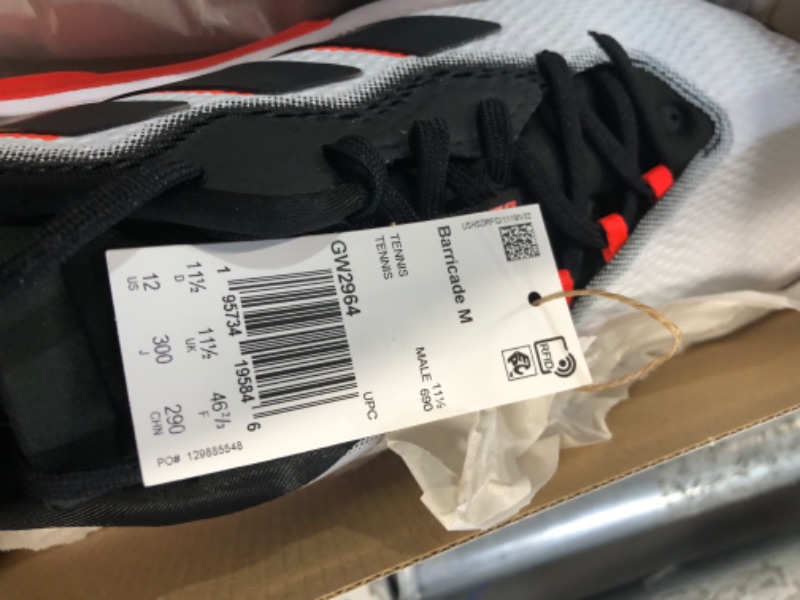 Barricade M
TENNIS
TENNIS
11½
MALE 690
GW2964
UPC
1 95734 19584 6
11½ 11½ 46⅔
D UK F
12 300 290
US J CHN
PO# 129885548
RFID